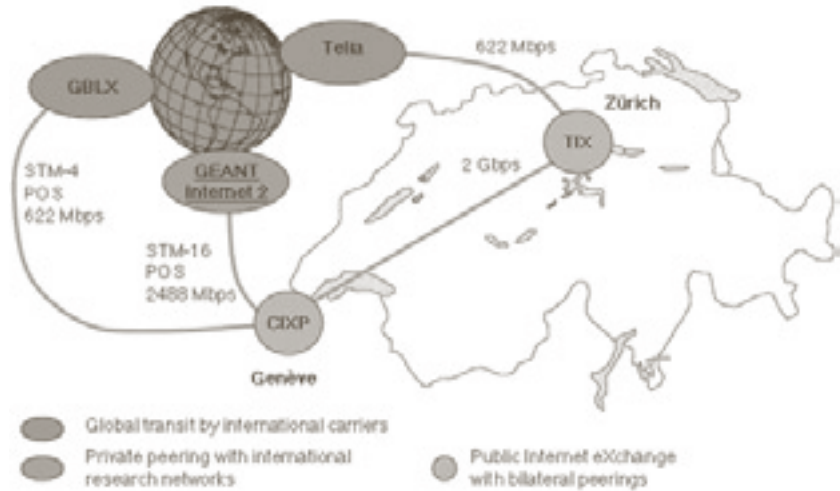 GBLX
Telia
622 Mbps
Zürich
TIX
STM-4
POS
622 Mbps
GEANT
Internet 2
2 Gbps
STM-16
POS
2488 Mbps
CIXP
Genève
Global transit by international carriers
Private peering with international
research networks
Public Internet eXchange
with bilateral peerings